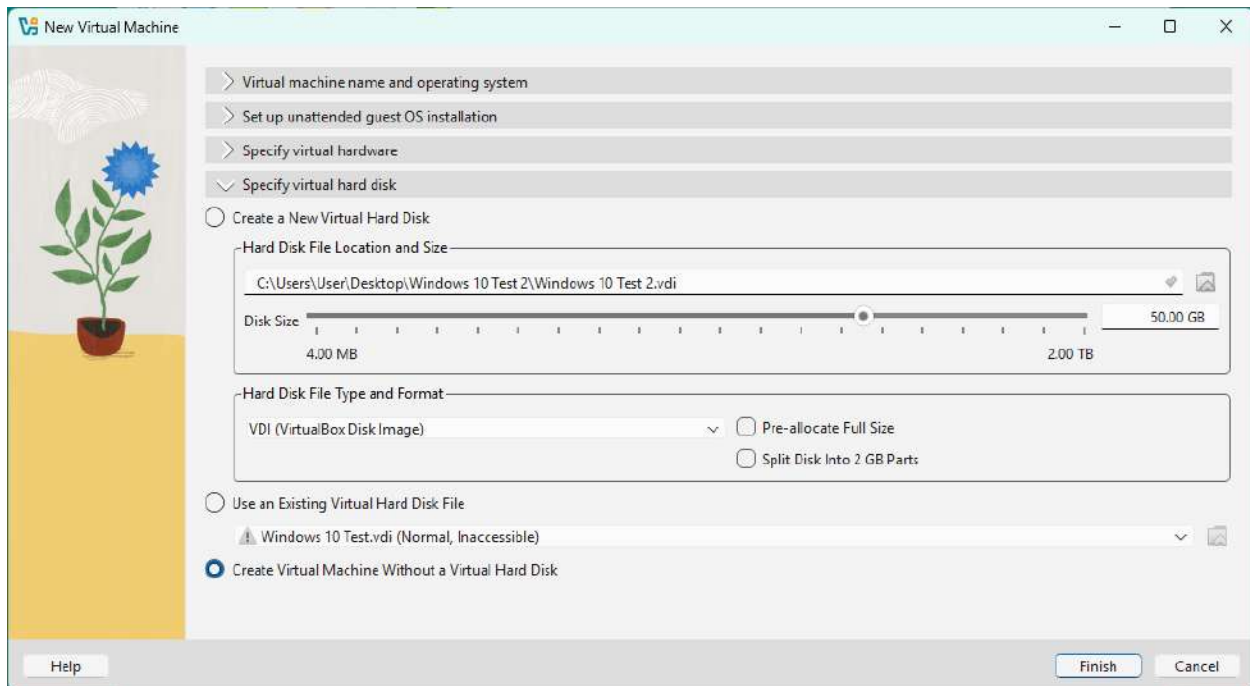 New Virtual Machine
Virtual machine name and operating system
Set up unattended guest OS installation
Specify virtual hardware
Specify virtual hard disk
Create a New Virtual Hard Disk
Hard Disk File Location and Size
C:\Users\User\Desktop\Windows 10 Test 2\Windows 10 Test 2.vdi
Disk Size 50.00 GB
4.00 MB 2.00 TB
Hard Disk File Type and Format
VDI (VirtualBox Disk Image) Pre-allocate Full Size
Split Disk Into 2 GB Parts
Use an Existing Virtual Hard Disk File
Windows 10 Test.vdi (Normal, Inaccessible)
Create Virtual Machine Without a Virtual Hard Disk
Help Finish Cancel